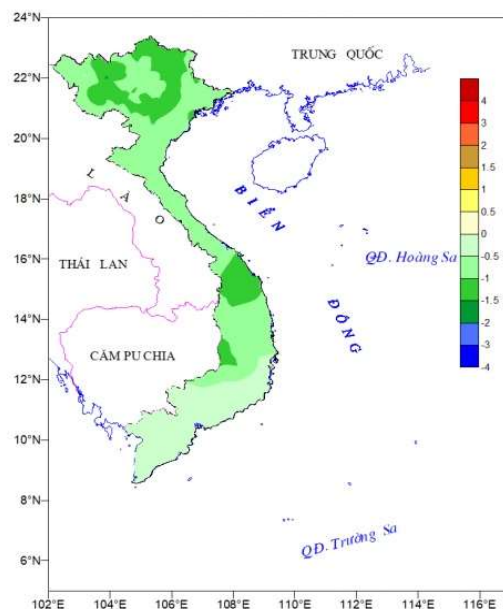 24°N
22°N
20°N
18°N
16°N
14°N
12°N
10°N
8°N
6°N
102°E 104°E 106°E 108°E 110°E 112°E 114°E 116°E
TRUNG QUỐC
LÀO
BIỂN
THÁI LAN
QĐ. Hoàng Sa
ĐÔNG
CĂM PU CHIA
QĐ. Trường Sa
4
3
2
1.5
1
0.5
0
-0.5
-1
-1.5
-2
-3
-4